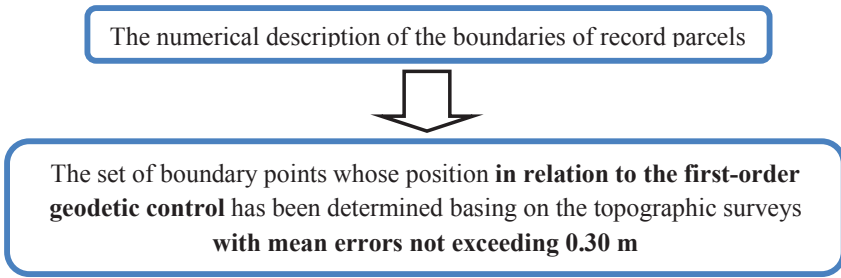 The numerical description of the boundaries of record parcels
The set of boundary points whose position in relation to the first-order
geodetic control has been determined basing on the topographic surveys
with mean errors not exceeding 0.30 m